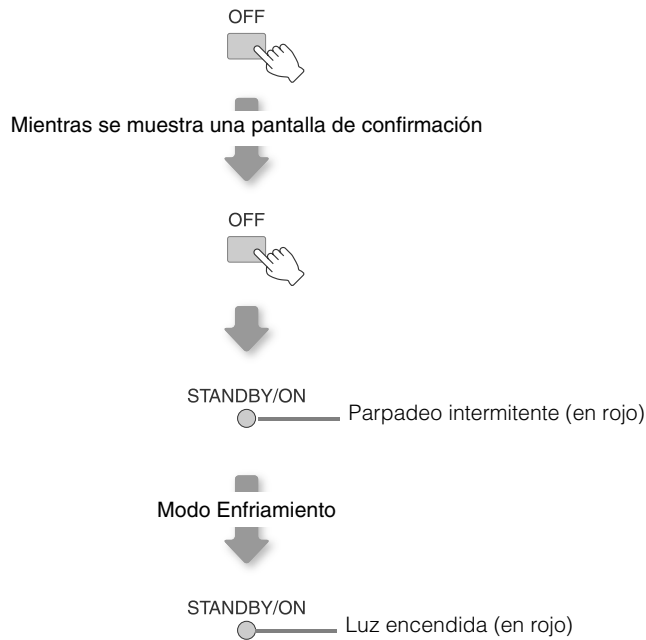 OFF
Mientras se muestra una pantalla de confirmación
OFF
STANDBY/ON
Parpadeo intermitente (en rojo)
Modo Enfriamiento
STANDBY/ON
Luz encendida (en rojo)